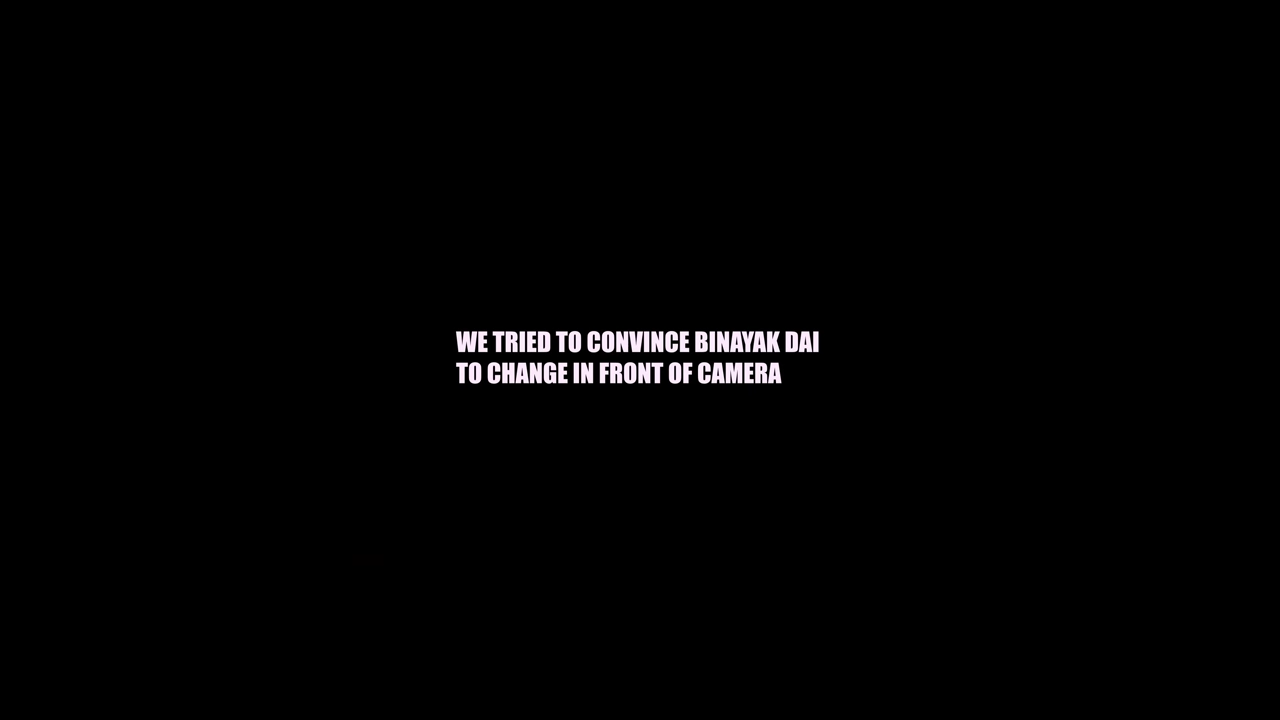 WE TRIED TO CONVINCE BINAYAK DAI
TO CHANGE IN FRONT OF CAMERA